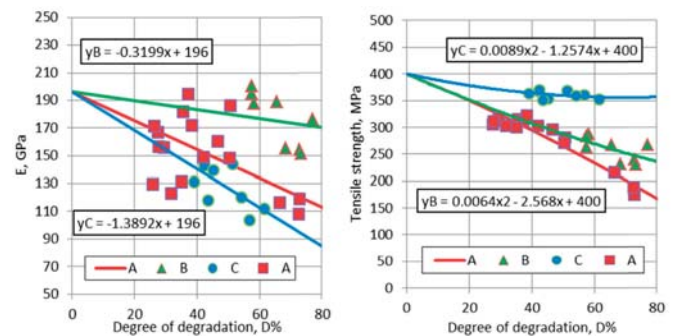 250
230
210
190
170
150
130
110
90
70
50
E, GPa
yB = -0.3199x + 196
yC = -1.3892x + 196
A B C A
0 20 40 60 80
Degree of degradation, D%
500
450
400
350
300
250
200
150
100
50
0
Tensile strength, MPa
yC = 0.0089x2 - 1.2574x + 400
yB = 0.0064x2 - 2.568x + 400
A B C A
0 20 40 60 80
Degree of degradation, D%